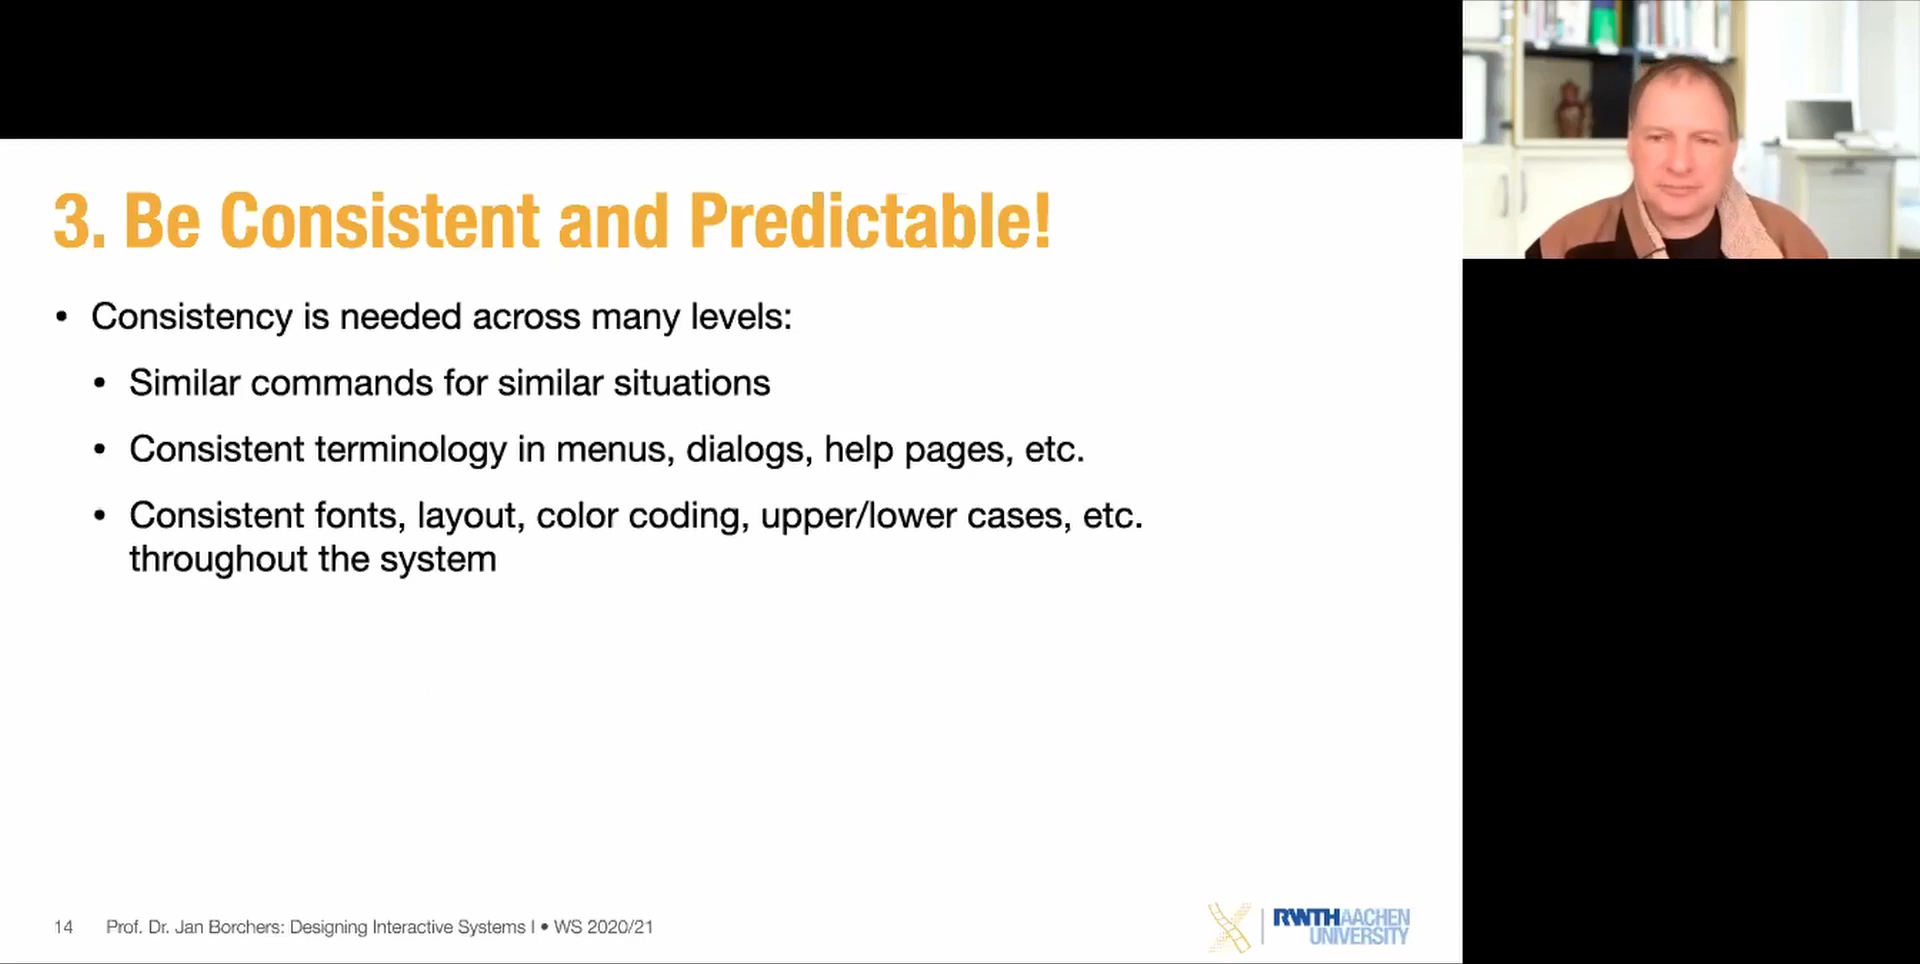 3. Be Consistent and Predictable!
• Consistency is needed across many levels:
• Similar commands for similar situations
• Consistent terminology in menus, dialogs, help pages, etc.
• Consistent fonts, layout, color coding, upper/lower cases, etc.
throughout the system
14 Prof. Dr. Jan Borchers: Designing Interactive Systems I • WS 2020/21
RWTHAACHEN
UNIVERSITY